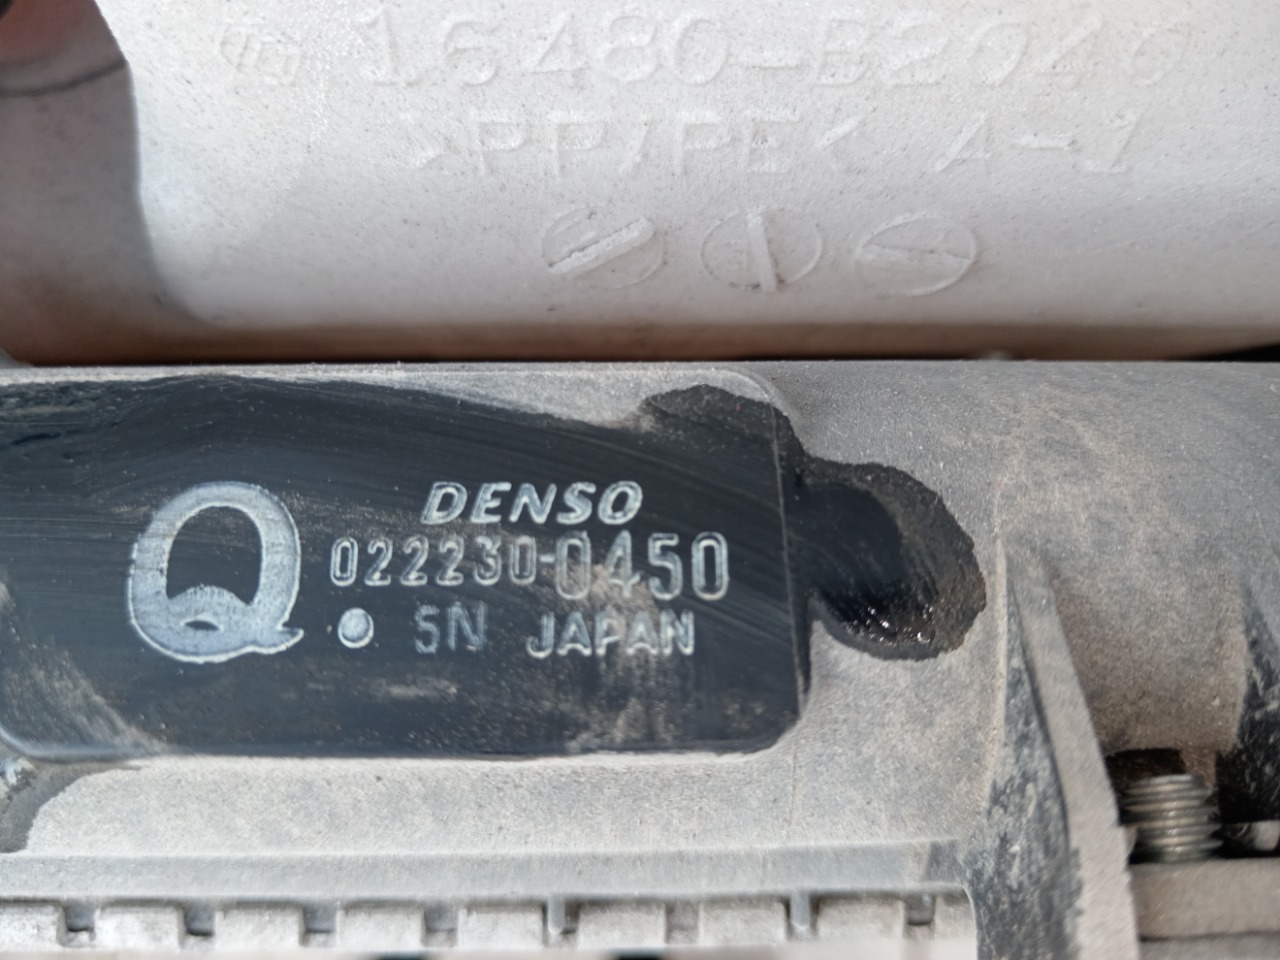 16480-B2040
>PP/PE< A-1
DENSO
Q 022230-0450
5N JAPAN